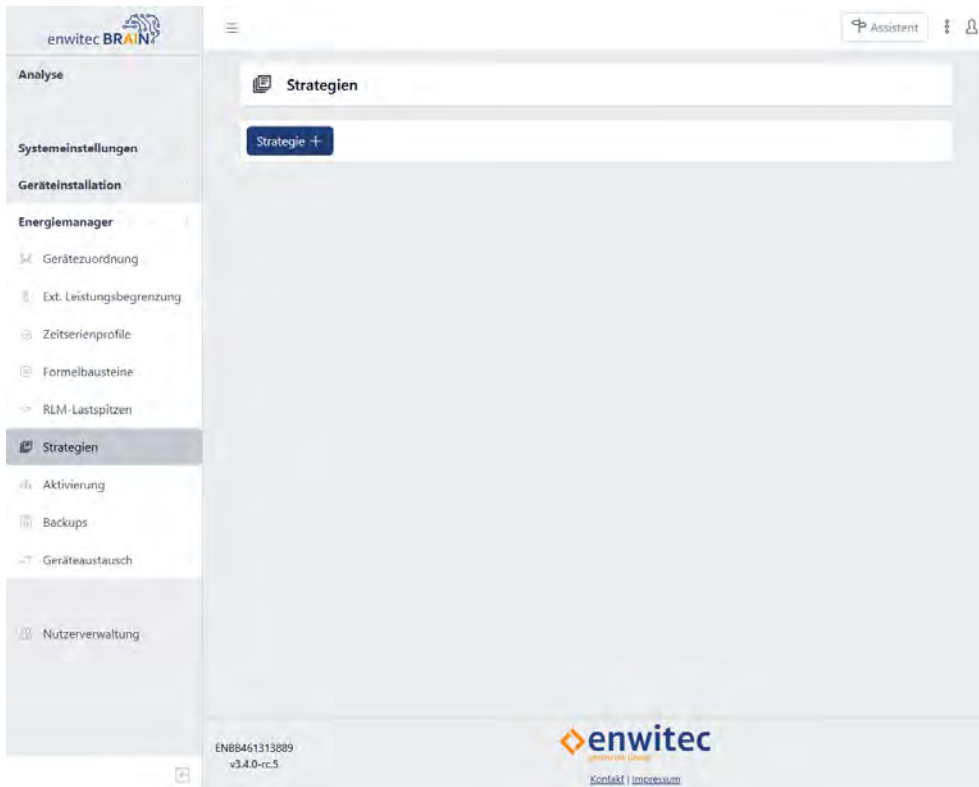 enwitec BRAIN
Assistent
Analyse
Systemeinstellungen
Geräteinstallation
Energiemanager
Gerätezuordnung
Ext. Leistungsbegrenzung
Zeitserienprofile
Formelbausteine
RLM-Lastspitzen
Strategien
Aktivierung
Backups
Geräteaustausch
Nutzerverwaltung
Strategien
Strategie +
ENBB461313889
v3.4.0-rc.5
enwitec
Kontakt | Impressum